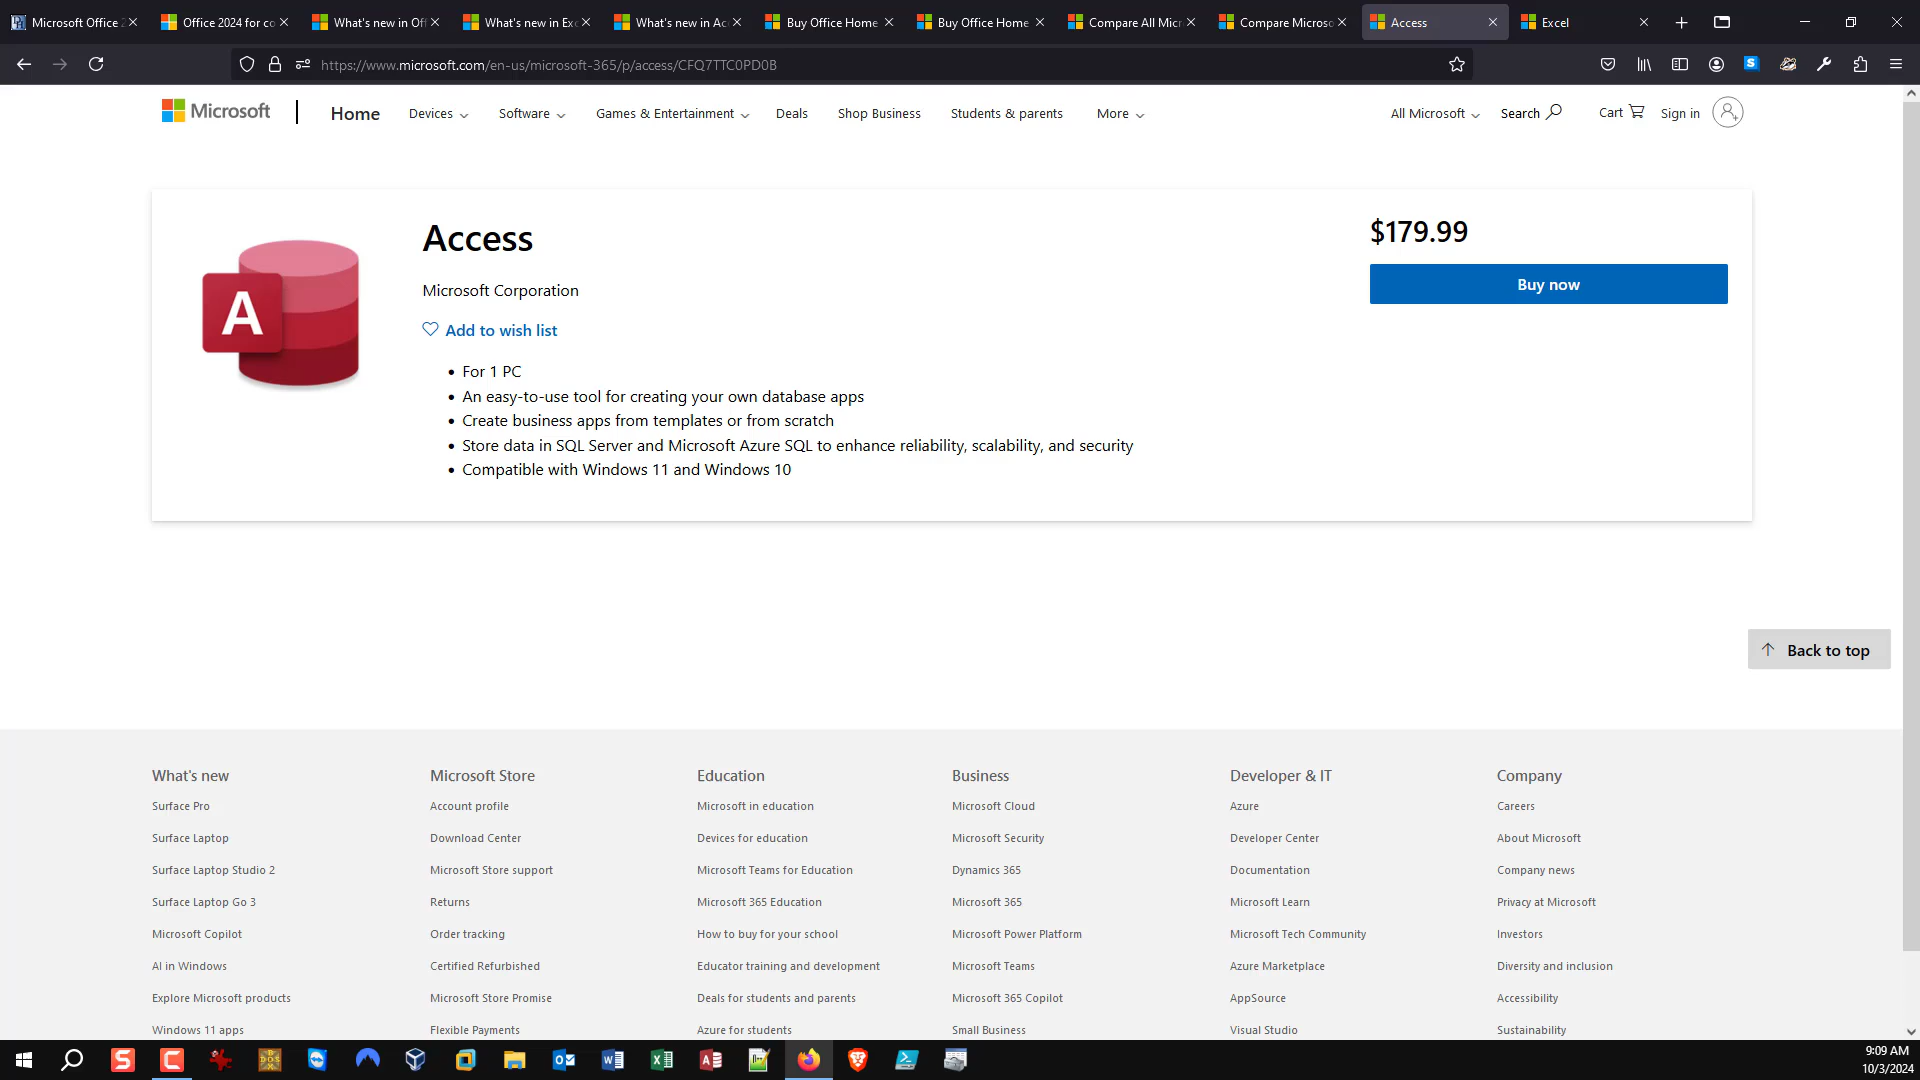 Microsoft Office 2
Office 2024 for co
What's new in Off
What's new in Exc
What's new in Acc
Buy Office Home
Buy Office Home
Compare All Micr
Compare Microso
Access
Excel
https://www.microsoft.com/en-us/microsoft-365/p/access/CFQ7TTC0PD0B
Microsoft
Home
Devices
Software
Games & Entertainment
Deals
Shop Business
Students & parents
More
All Microsoft
Search
Cart
Sign in
A
Access
Microsoft Corporation
Add to wish list
• For 1 PC
• An easy-to-use tool for creating your own database apps
• Create business apps from templates or from scratch
• Store data in SQL Server and Microsoft Azure SQL to enhance reliability, scalability, and security
• Compatible with Windows 11 and Windows 10
$179.99
Buy now
Back to top
What's new
Surface Pro
Surface Laptop
Surface Laptop Studio 2
Surface Laptop Go 3
Microsoft Copilot
AI in Windows
Explore Microsoft products
Windows 11 apps
Microsoft Store
Account profile
Download Center
Microsoft Store support
Returns
Order tracking
Certified Refurbished
Microsoft Store Promise
Flexible Payments
Education
Microsoft in education
Devices for education
Microsoft Teams for Education
Microsoft 365 Education
How to buy for your school
Educator training and development
Deals for students and parents
Azure for students
Business
Microsoft Cloud
Microsoft Security
Dynamics 365
Microsoft 365
Microsoft Power Platform
Microsoft Teams
Microsoft 365 Copilot
Small Business
Developer & IT
Azure
Developer Center
Documentation
Microsoft Learn
Microsoft Tech Community
Azure Marketplace
AppSource
Visual Studio
Company
Careers
About Microsoft
Company news
Privacy at Microsoft
Investors
Diversity and inclusion
Accessibility
Sustainability
9:09 AM
10/3/2024